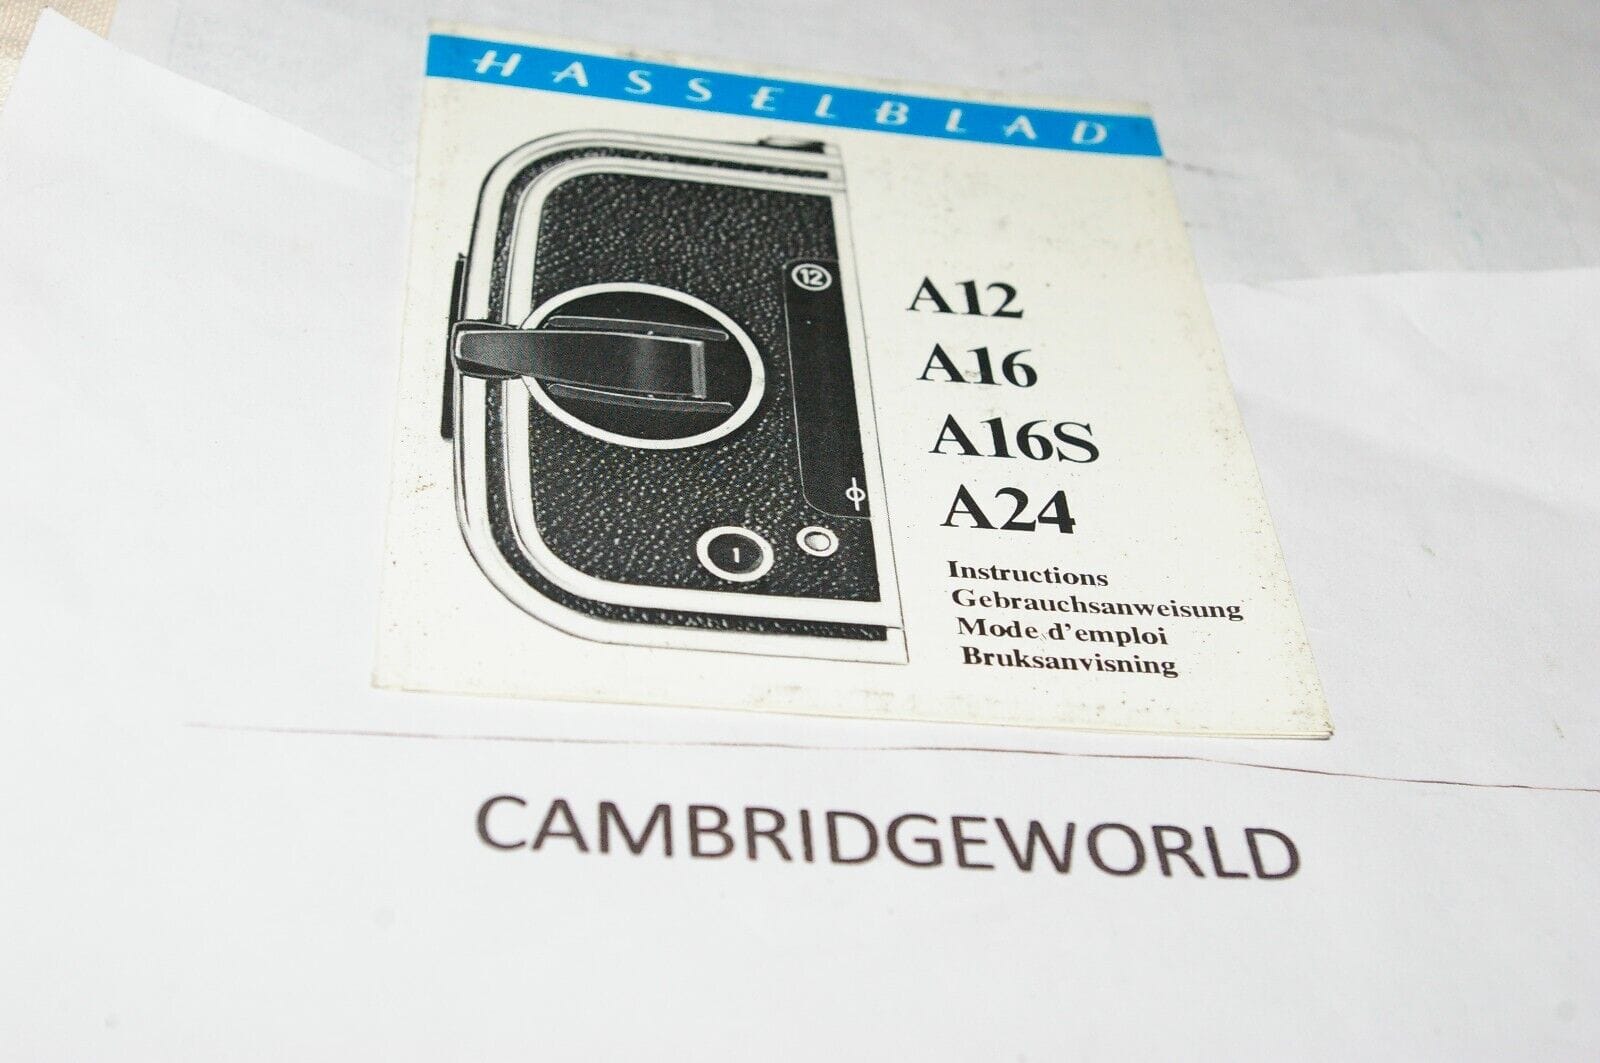 HASSELBLAD
12
A12
A16
A16S
A24
1
Instructions
Gebrauchsanweisung
Mode d'emploi
Bruksanvisning
CAMBRIDGEWORLD